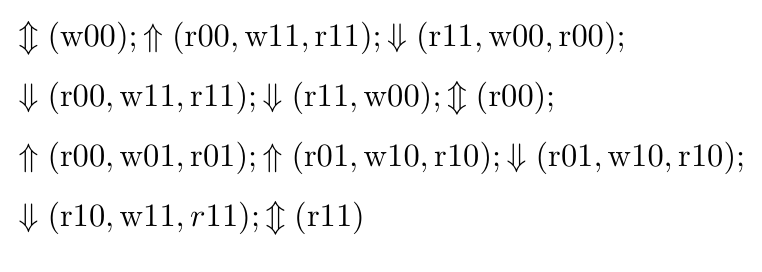 ⇕ (w00); ⇑ (r00, w11, r11); ⇓ (r11, w00, r00);
⇓ (r00, w11, r11); ⇓ (r11, w00); ⇕ (r00);
⇑ (r00, w01, r01); ⇑ (r01, w10, r10); ⇓ (r01, w10, r10);
⇓ (r10, w11, r11); ⇕ (r11)